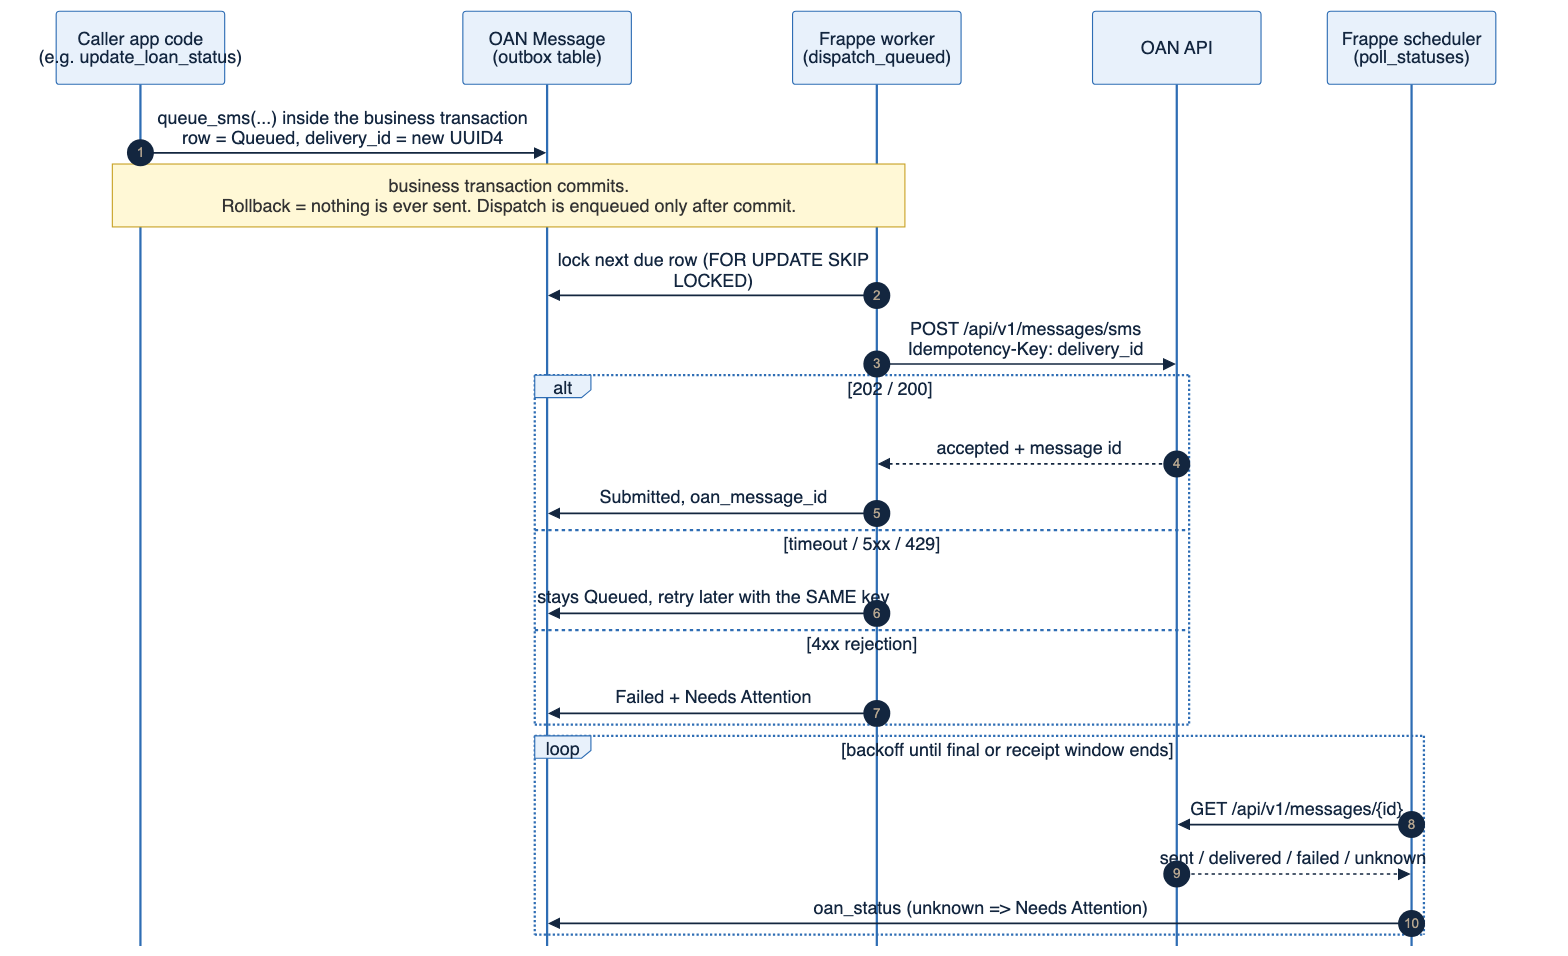 Caller app code
(e.g. update_loan_status)
OAN Message
(outbox table)
Frappe worker
(dispatch_queued)
OAN API
Frappe scheduler
(poll_statuses)
queue_sms(...) inside the business transaction
row = Queued, delivery_id = new UUID4
1
business transaction commits.
Rollback = nothing is ever sent. Dispatch is enqueued only after commit.
lock next due row (FOR UPDATE SKIP
LOCKED)
2
POST /api/v1/messages/sms
Idempotency-Key: delivery_id
3
alt
[202 / 200]
accepted + message id
4
Submitted, oan_message_id
5
[timeout / 5xx / 429]
stays Queued, retry later with the SAME key
6
[4xx rejection]
Failed + Needs Attention
7
loop
[backoff until final or receipt window ends]
GET /api/v1/messages/{id}
8
sent / delivered / failed / unknown
9
oan_status (unknown => Needs Attention)
10